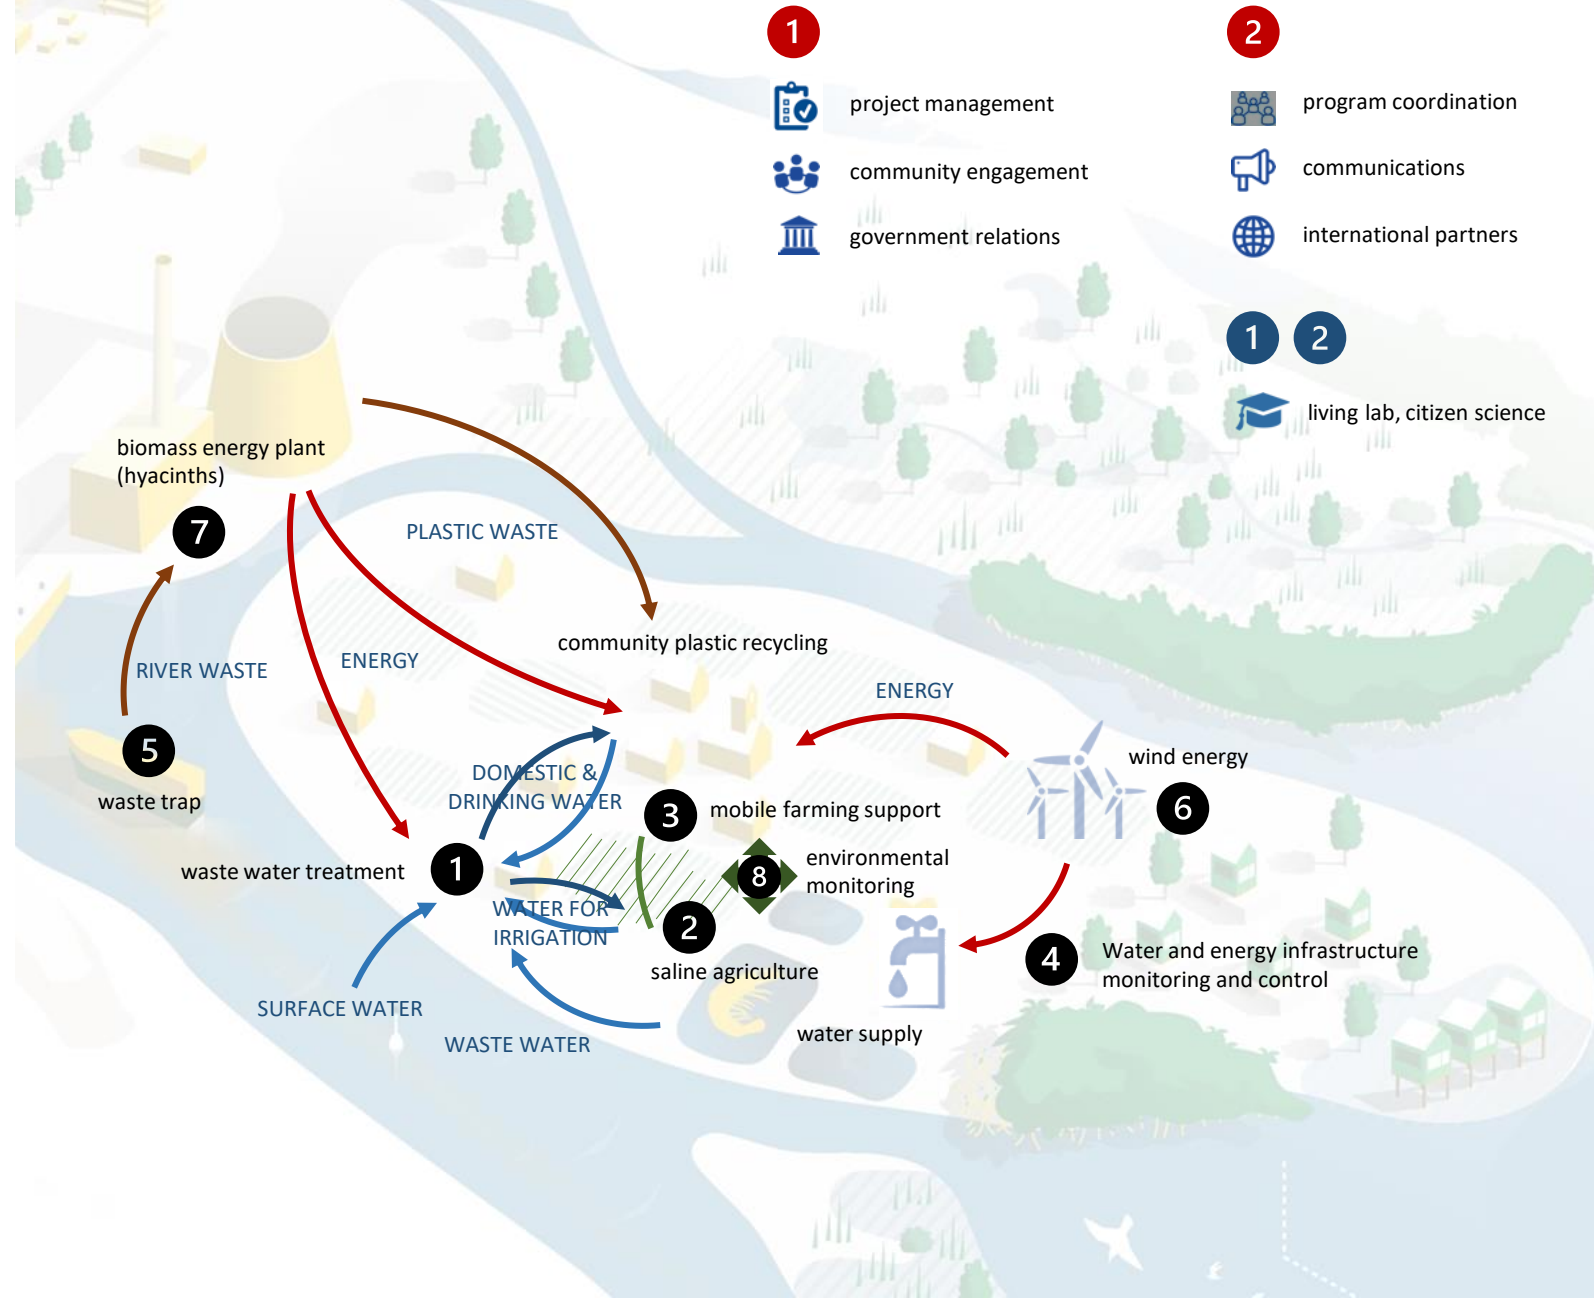 1
project management
community engagement
government relations
2
program coordination
communications
international partners
1 2
living lab, citizen science
biomass energy plant
(hyacinths)
7
PLASTIC WASTE
RIVER WASTE
ENERGY
community plastic recycling
ENERGY
5
waste trap
DOMESTIC &
DRINKING WATER
3
mobile farming support
wind energy
6
waste water treatment
1
8
environmental
monitoring
WATER FOR
IRRIGATION
2
saline agriculture
4
Water and energy infrastructure
monitoring and control
SURFACE WATER
WASTE WATER
water supply